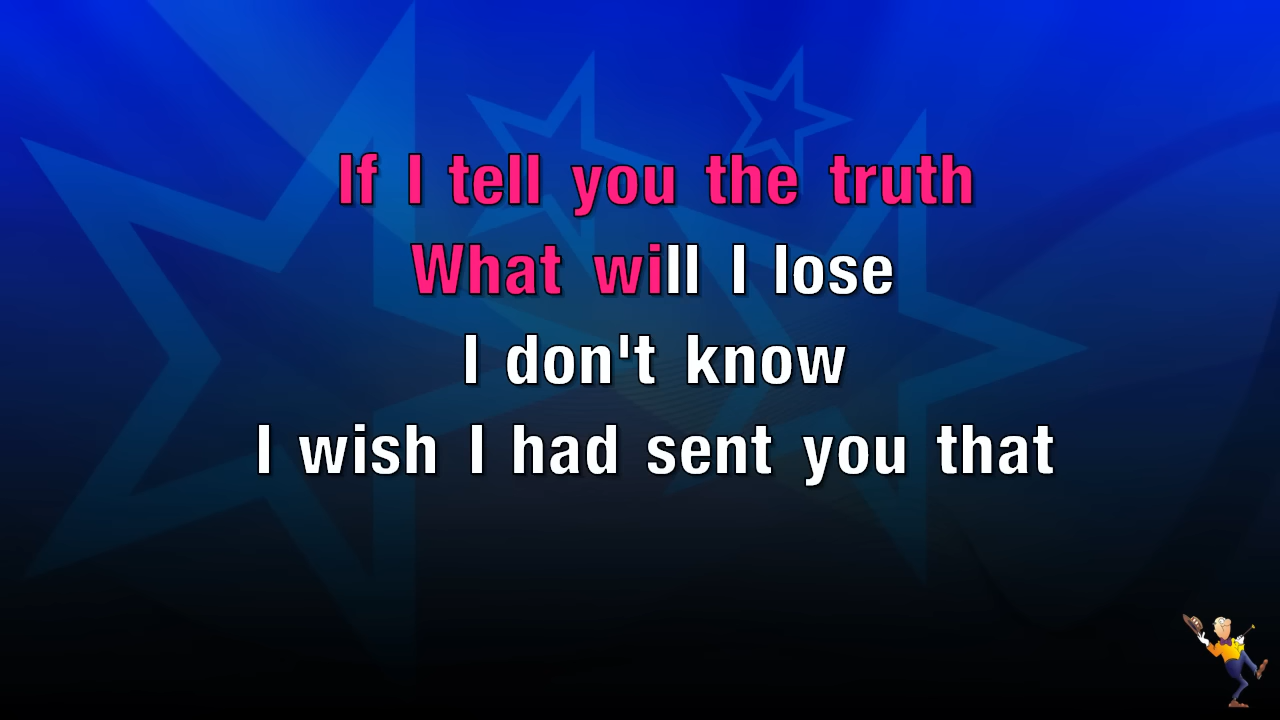 If I tell you the truth
What will I lose
I don't know
I wish I had sent you that